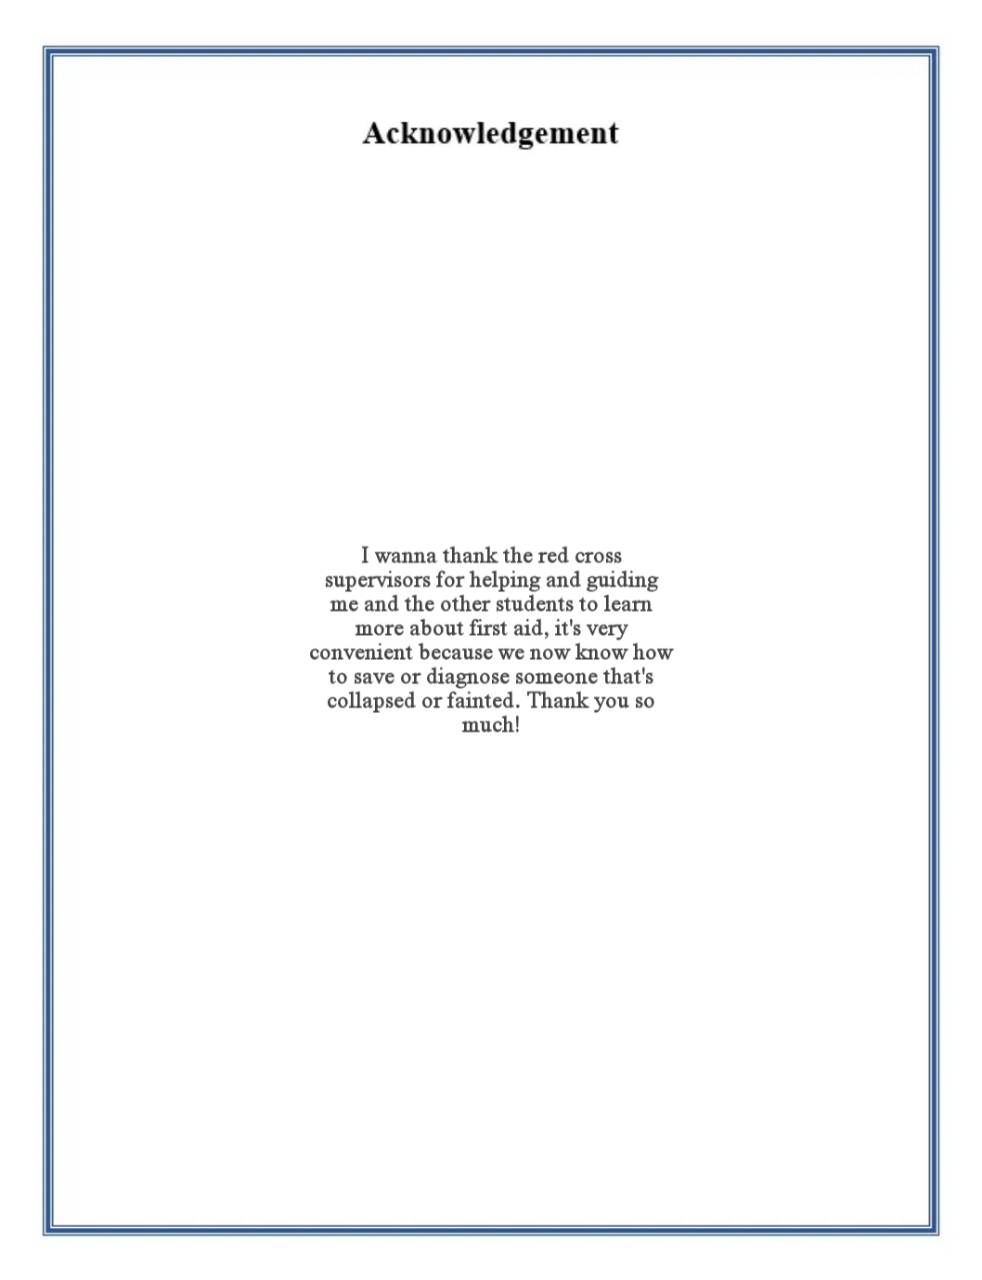 Acknowledgement
I wanna thank the red cross
supervisors for helping and guiding
me and the other students to learn
more about first aid, it's very
convenient because we now know how
to save or diagnose someone that's
collapsed or fainted. Thank you so
much!